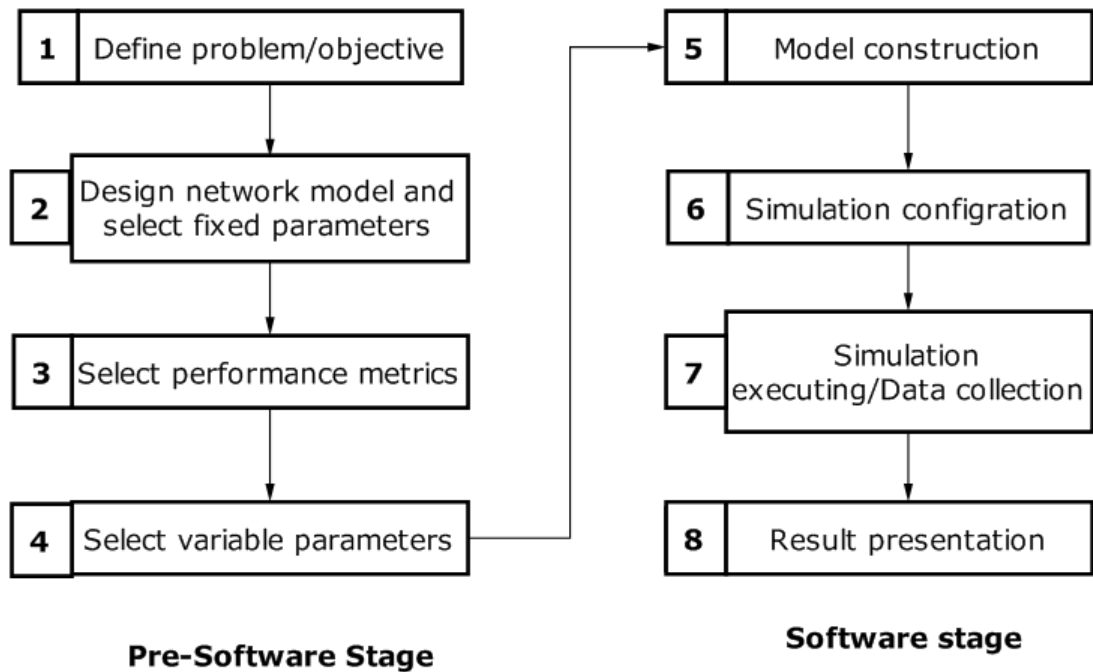 1 Define problem/objective
2 Design network model and
select fixed parameters
3 Select performance metrics
4 Select variable parameters
Pre-Software Stage
5 Model construction
6 Simulation configration
7 Simulation
executing/Data collection
8 Result presentation
Software stage